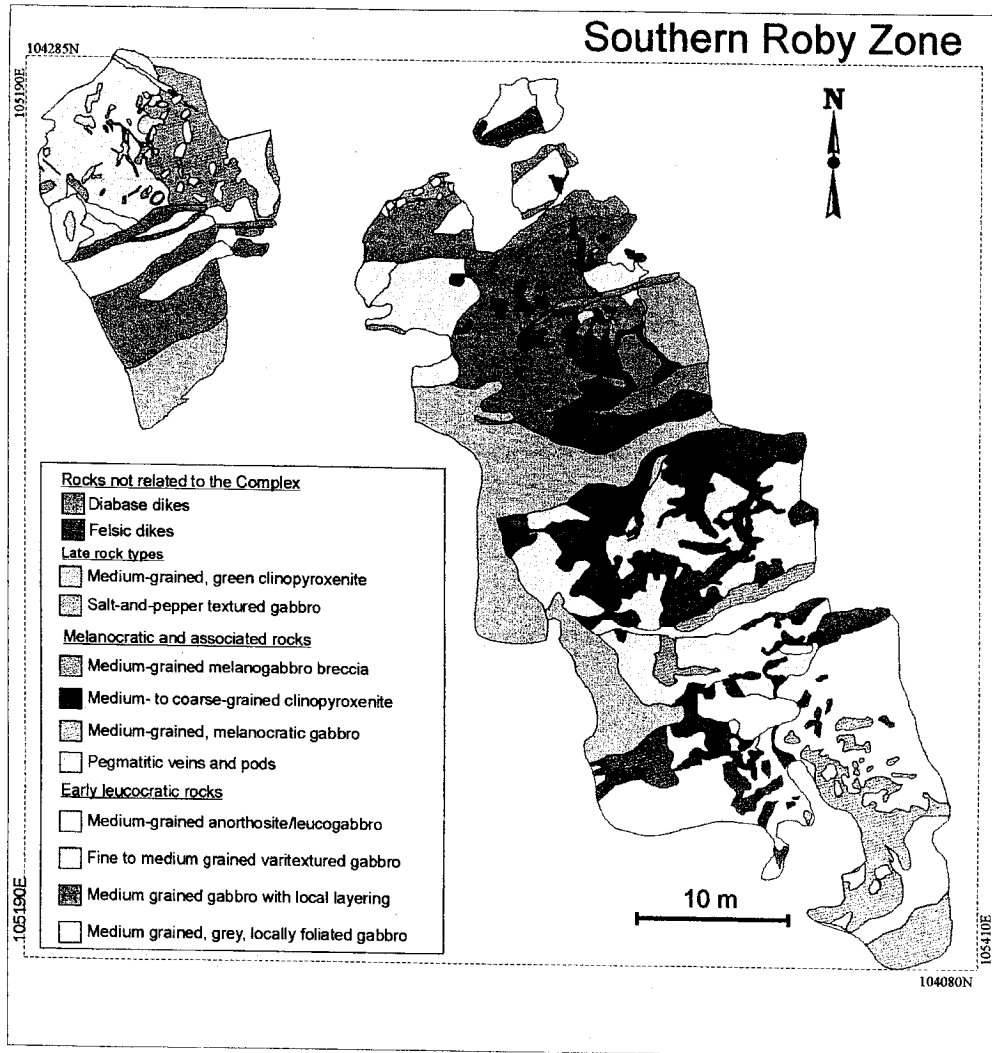 Southern Roby Zone
104285N
105190E
N
Rocks not related to the Complex
Diabase dikes
Felsic dikes
Late rock types
Medium-grained, green clinopyroxenite
Salt-and-pepper textured gabbro
Melanocratic and associated rocks
Medium-grained melanogabbro breccia
Medium- to coarse-grained clinopyroxenite
Medium-grained, melanocratic gabbro
Pegmatitic veins and pods
Early leucocratic rocks
Medium-grained anorthosite/leucogabbro
Fine to medium grained varitextured gabbro
Medium grained gabbro with local layering
Medium grained, grey, locally foliated gabbro
10 m
105190E
105410E
104080N